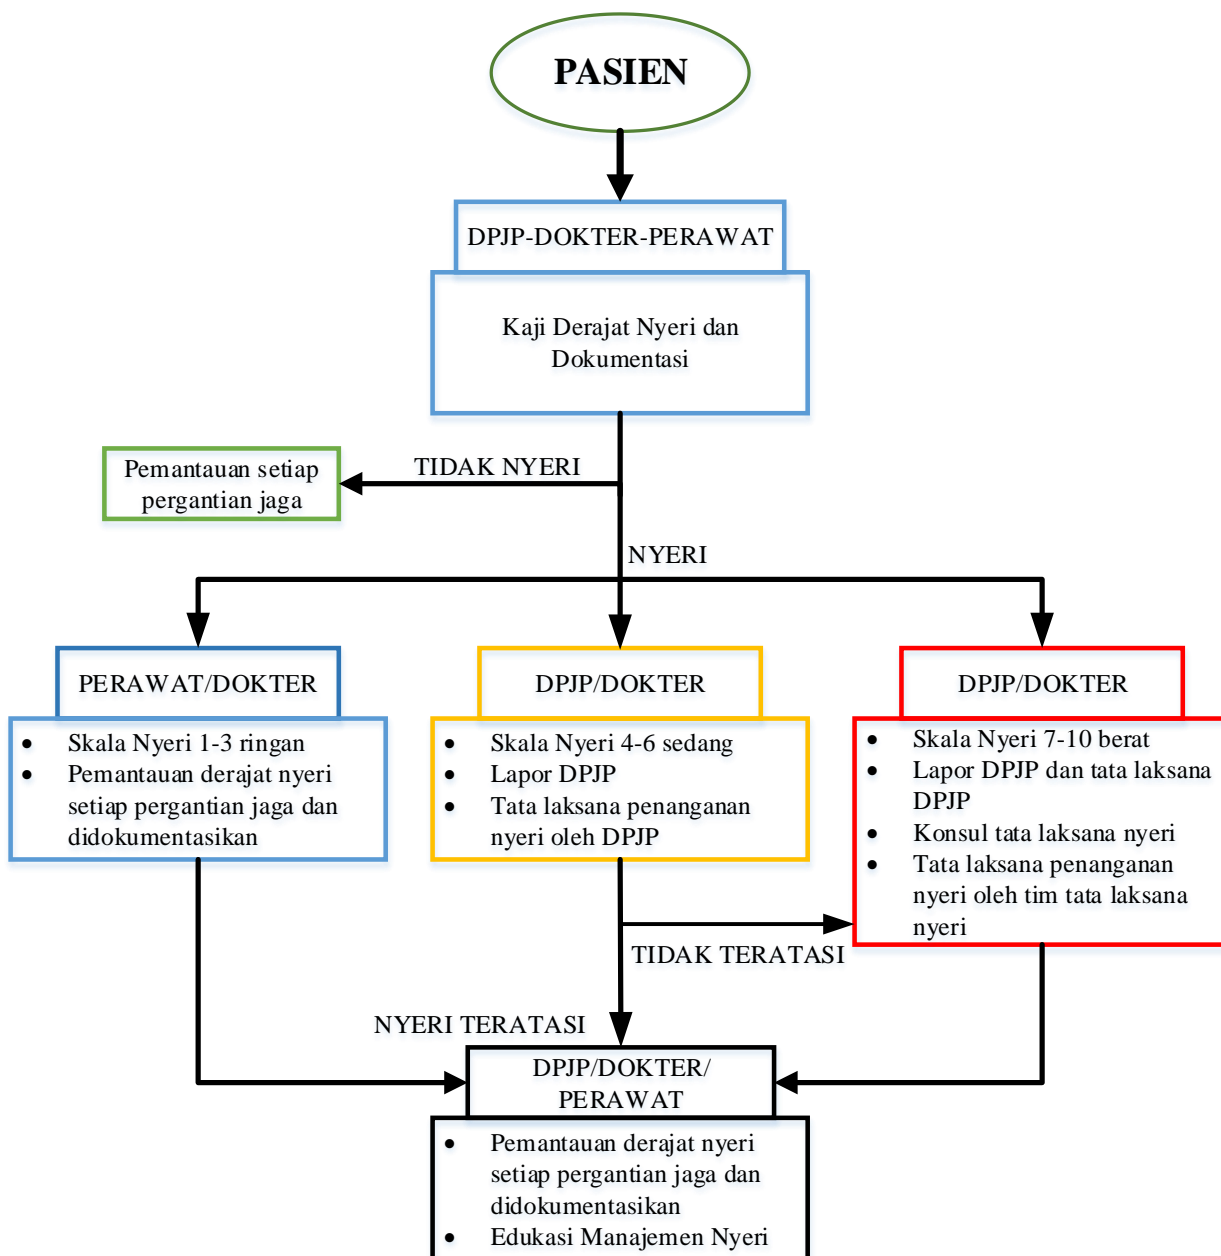 PASIEN
DPJP-DOKTER-PERAWAT
Kaji Derajat Nyeri dan
Dokumentasi
TIDAK NYERI
Pemantauan setiap
pergantian jaga
NYERI
PERAWAT/DOKTER
• Skala Nyeri 1-3 ringan
• Pemantauan derajat nyeri
setiap pergantian jaga dan
didokumentasikan
DPJP/DOKTER
• Skala Nyeri 4-6 sedang
• Lapor DPJP
• Tata laksana penanganan
nyeri oleh DPJP
DPJP/DOKTER
• Skala Nyeri 7-10 berat
• Lapor DPJP dan tata laksana
DPJP
• Konsul tata laksana nyeri
• Tata laksana penanganan
nyeri oleh tim tata laksana
nyeri
TIDAK TERATASI
NYERI TERATASI
DPJP/DOKTER/
PERAWAT
• Pemantauan derajat nyeri
setiap pergantian jaga dan
didokumentasikan
• Edukasi Manajemen Nyeri